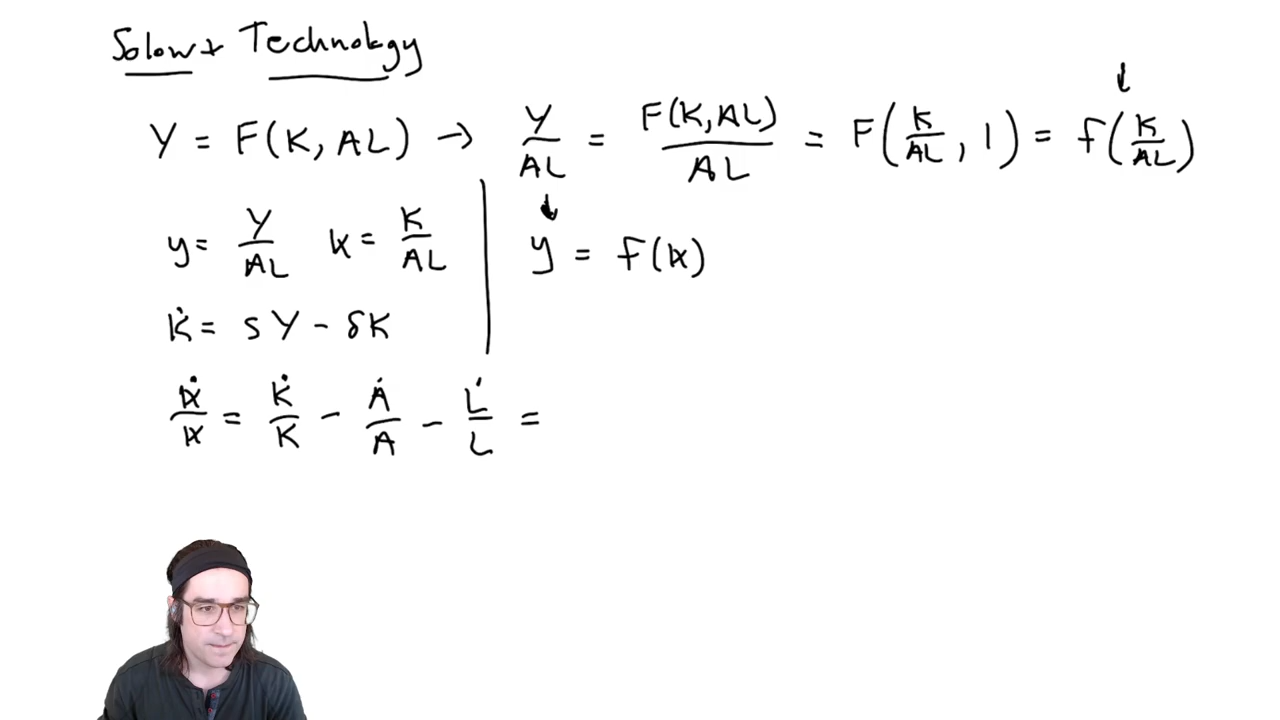 Solow + Technology
Y = F(K, AL) → Y/AL = F(K, AL)/AL = F(K/AL, 1) = f(K/AL)
y = Y/AL k = K/AL
y = f(k)
K̇ = sY - δK
k̇/k = K̇/K - Ȧ/A - L̇/L =